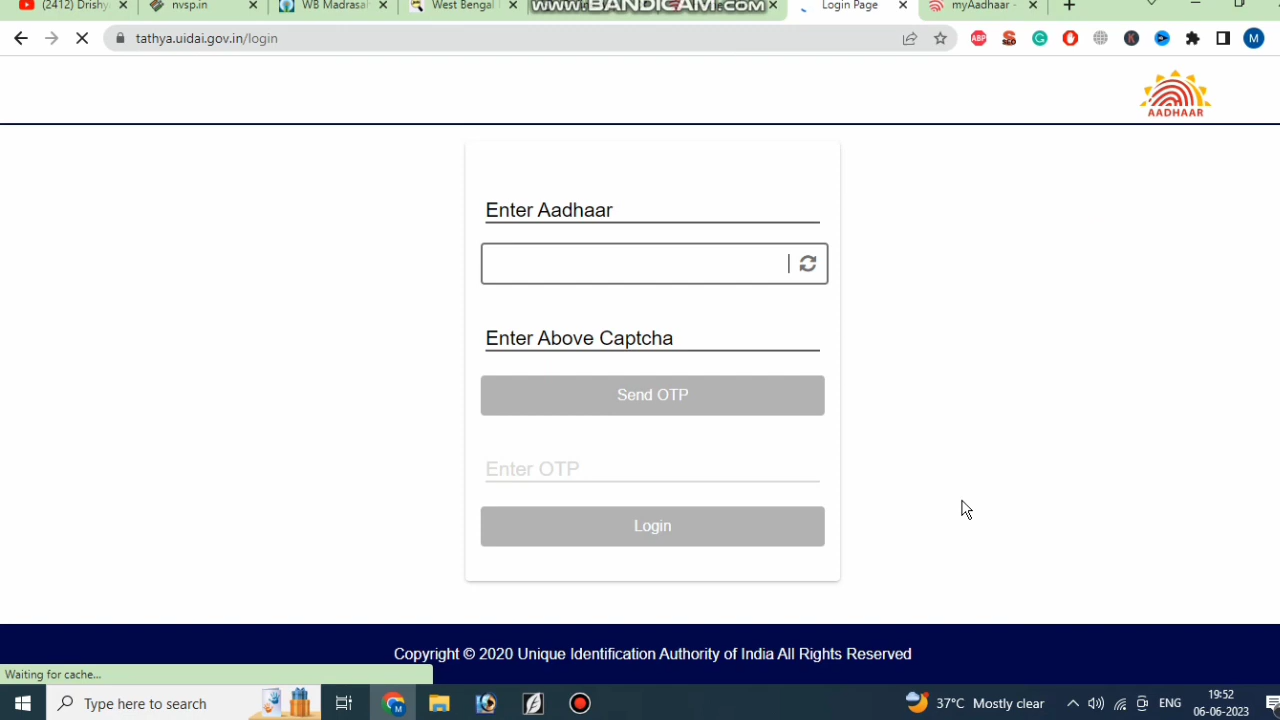 (2412) Drishy
nvsp.in
WB Madrasah
West Bengal
WWW.BANDICAM.COM
Login Page
myAadhaar -
tathya.uidai.gov.in/login
ABP
M
AADHAAR
Enter Aadhaar
Enter Above Captcha
Send OTP
Enter OTP
Login
Copyright © 2020 Unique Identification Authority of India All Rights Reserved
Waiting for cache...
Type here to search
37°C Mostly clear
ENG
19:52
06-06-2023